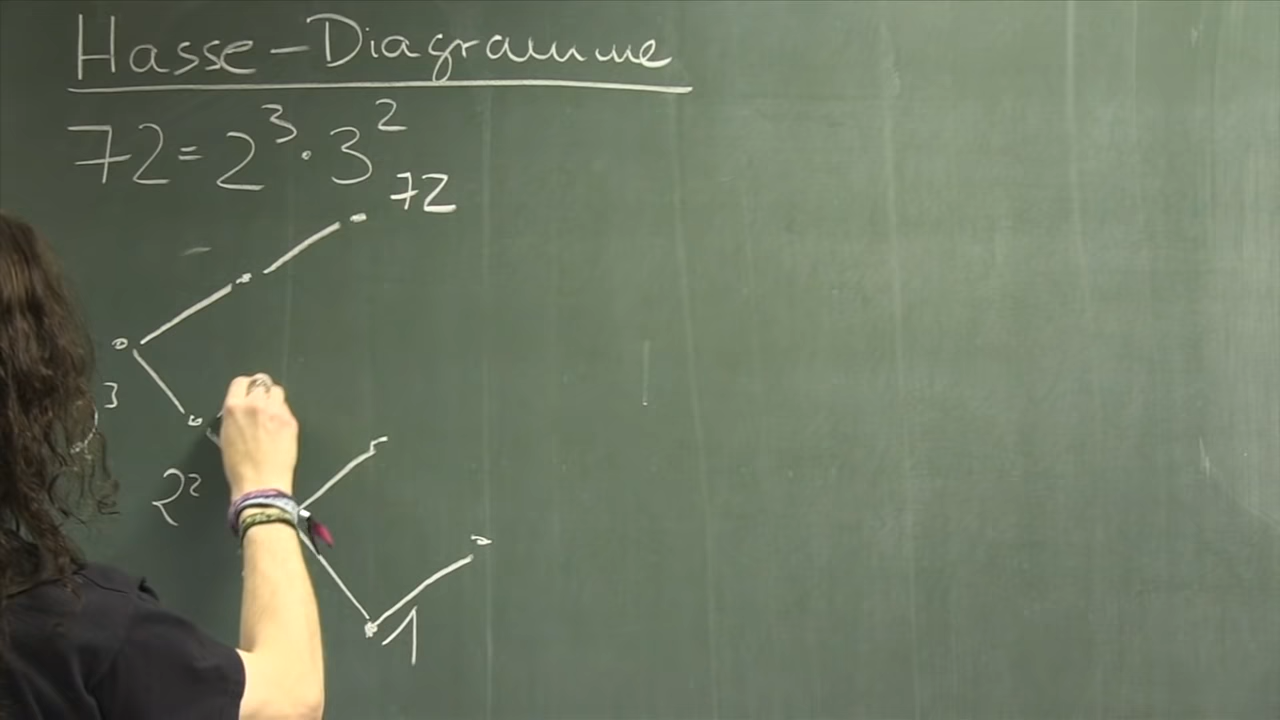 Hasse-Diagramme
72 = 2³ · 3²
72
3
2²
1